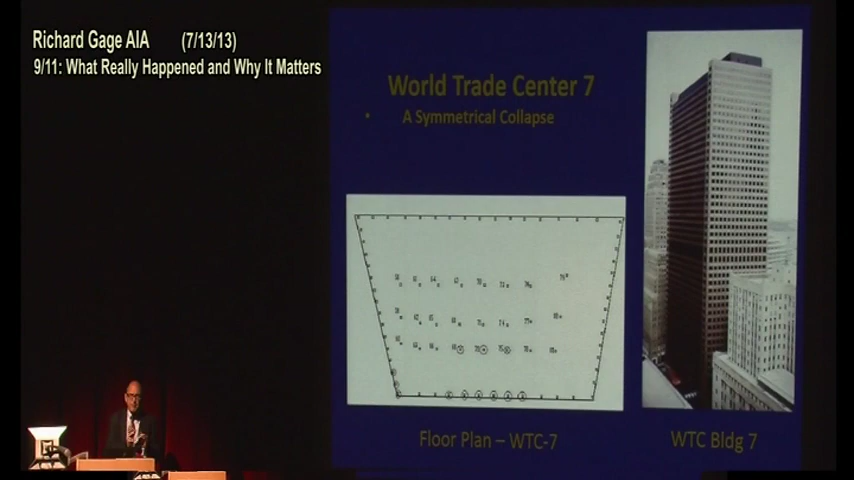 Richard Gage AIA (7/13/13)
9/11: What Really Happened and Why It Matters
World Trade Center 7
• A Symmetrical Collapse
Floor Plan – WTC-7
WTC Bldg 7